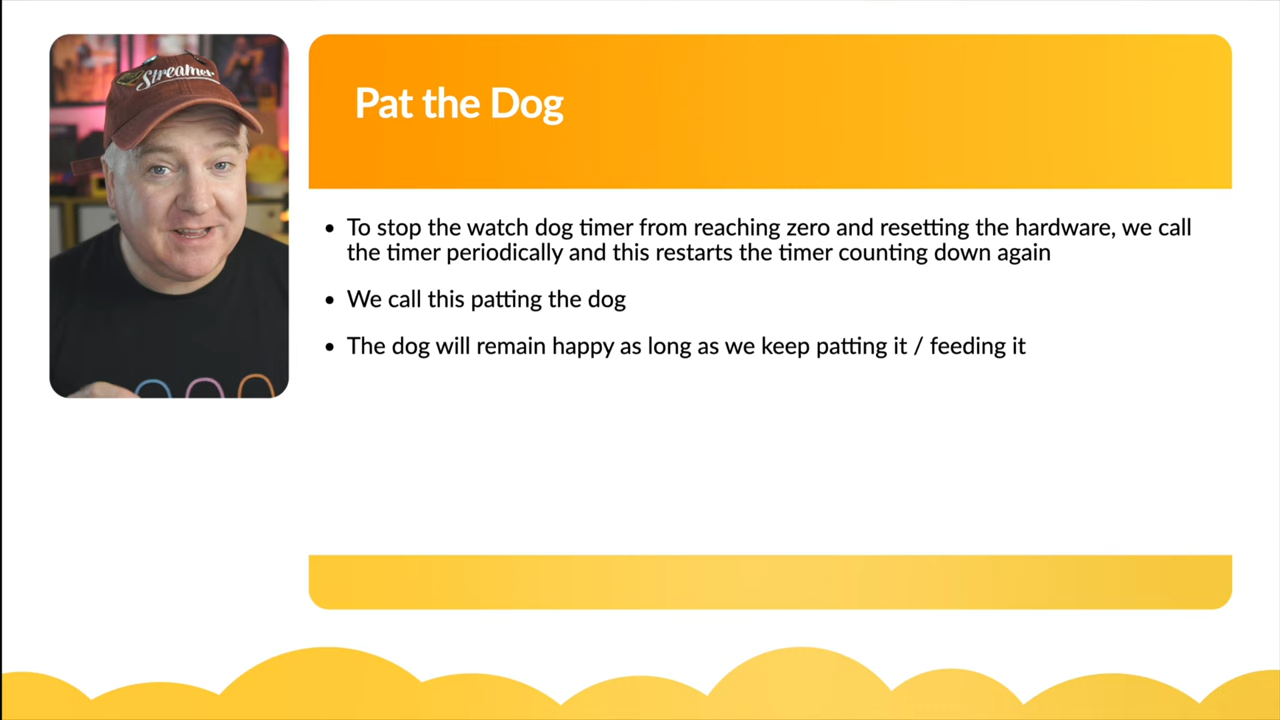 Streamer
Pat the Dog
• To stop the watch dog timer from reaching zero and resetting the hardware, we call
the timer periodically and this restarts the timer counting down again
• We call this patting the dog
• The dog will remain happy as long as we keep patting it / feeding it